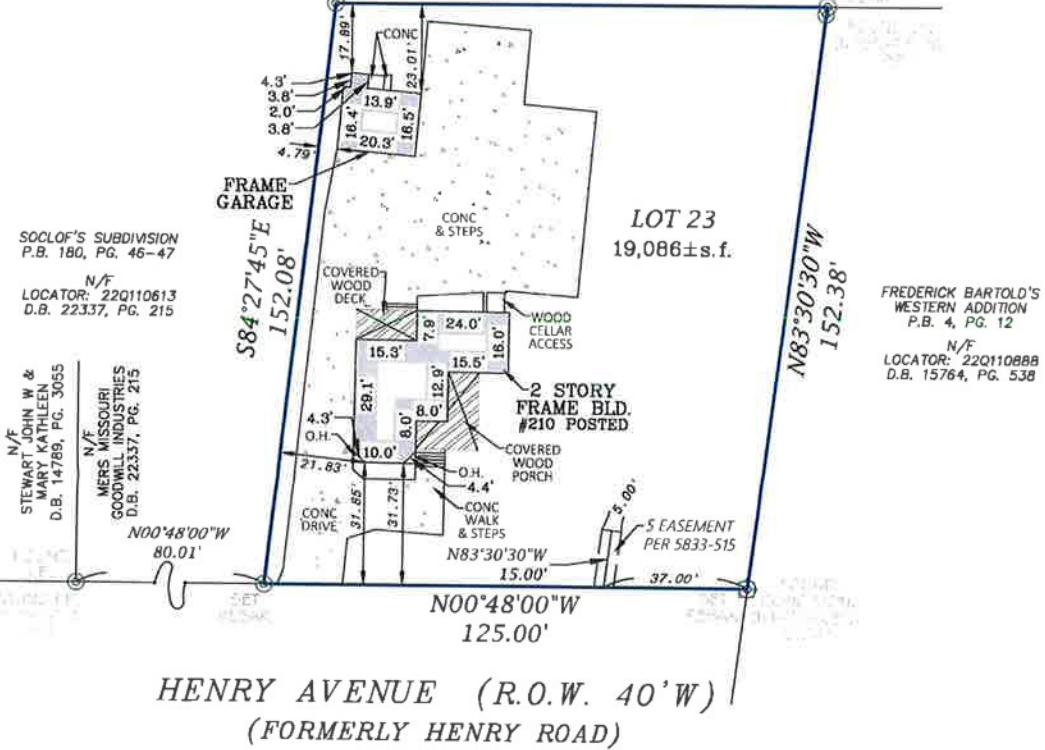 17.89'
CONC
23.01'
4.3'
3.8'
2.0'
3.8'
13.9'
16.4'
16.5'
20.3'
4.79'
FRAME
GARAGE
SOCLOF'S SUBDIVISION
P.B. 180, PG. 46-47
N/F
LOCATOR: 22Q110613
D.B. 22337, PG. 215
S84°27'45"E
152.08'
CONC
& STEPS
LOT 23
19,086±s.f.
N83°30'30"W
152.38'
FREDERICK BARTOLD'S
WESTERN ADDITION
P.B. 4, PG. 12
N/F
LOCATOR: 22Q110888
D.B. 15764, PG. 538
COVERED
WOOD
DECK
WOOD
CELLAR
ACCESS
7.9'
24.0'
16.0'
15.3'
15.5'
29.1'
12.9'
8.0'
8.0'
10.0'
4.3'
O.H.
2 STORY
FRAME BLD.
#210 POSTED
COVERED
WOOD
PORCH
O.H.
4.4'
21.83'
31.85'
31.73'
CONC
DRIVE
CONC
WALK
& STEPS
N/F
STEWART JOHN W &
MARY KATHLEEN
D.B. 14789, PG. 3055
N/F
MERS MISSOURI
GOODWILL INDUSTRIES
D.B. 22337, PG. 215
N00°48'00"W
80.01'
N83°30'30"W
15.00'
5.00'
5 EASEMENT
PER 5833-515
37.00'
SET
N00°48'00"W
125.00'
HENRY AVENUE (R.O.W. 40'W)
(FORMERLY HENRY ROAD)